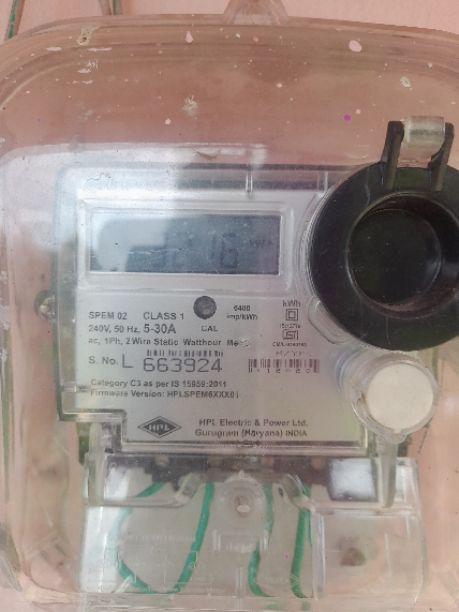 SPEM 02 CLASS 1
240V, 50 Hz, 5-30A
CAL
6400
imp/kWh
kWh
ac, 1Ph, 2 Wire Static Watthour
S. No. L 663924
Category C3 as per IS 15959:2011
Firmware Version:
HPL
HPL Electric & Power Ltd.
Gurugram (Haryana) INDIA